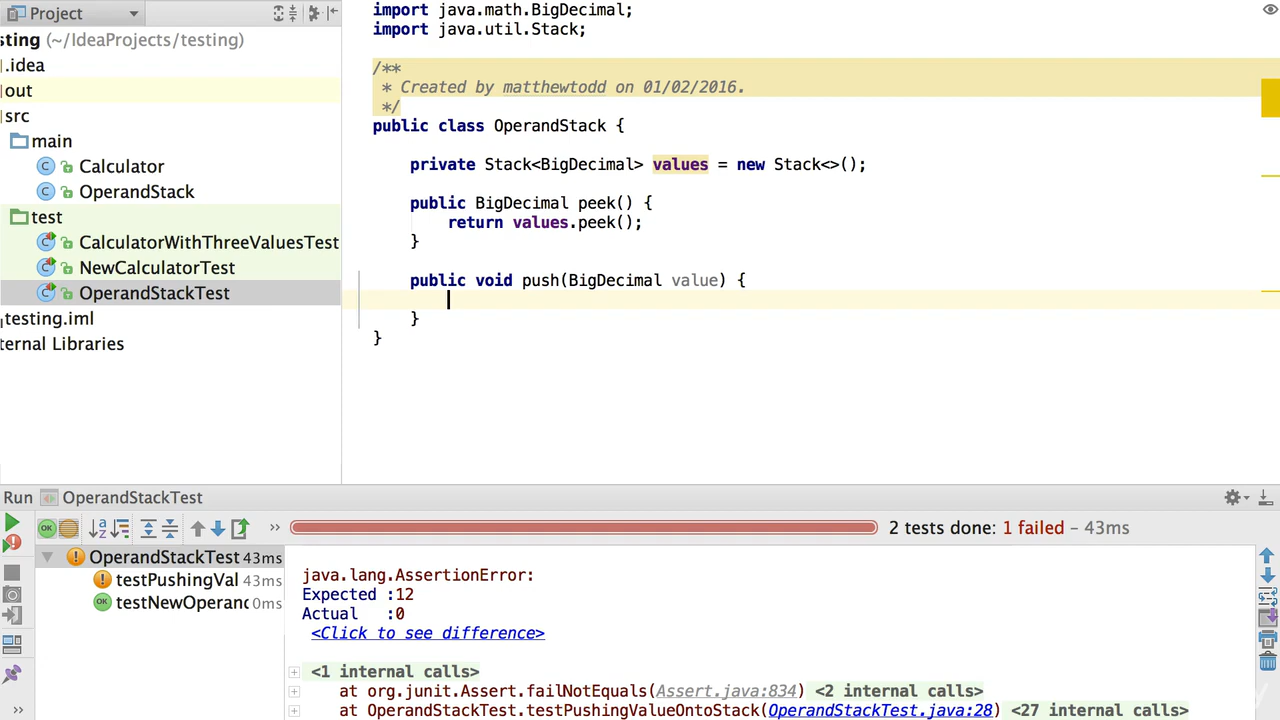 Project
sting (~/IdeaProjects/testing)
.idea
out
src
main
Calculator
OperandStack
test
CalculatorWithThreeValuesTest
NewCalculatorTest
OperandStackTest
testing.iml
ternal Libraries
import java.math.BigDecimal;
import java.util.Stack;
/**
* Created by matthewtodd on 01/02/2016.
*/
public class OperandStack {
private Stack<BigDecimal> values = new Stack<>();
public BigDecimal peek() {
return values.peek();
}
public void push(BigDecimal value) {
}
}
Run OperandStackTest
2 tests done: 1 failed – 43ms
OperandStackTest 43ms
testPushingVal 43ms
testNewOperand 0ms
java.lang.AssertionError:
Expected :12
Actual :0
<Click to see difference>
<1 internal calls>
at org.junit.Assert.failNotEquals(Assert.java:834) <2 internal calls>
at OperandStackTest.testPushingValueOntoStack(OperandStackTest.java:28) <27 internal calls>